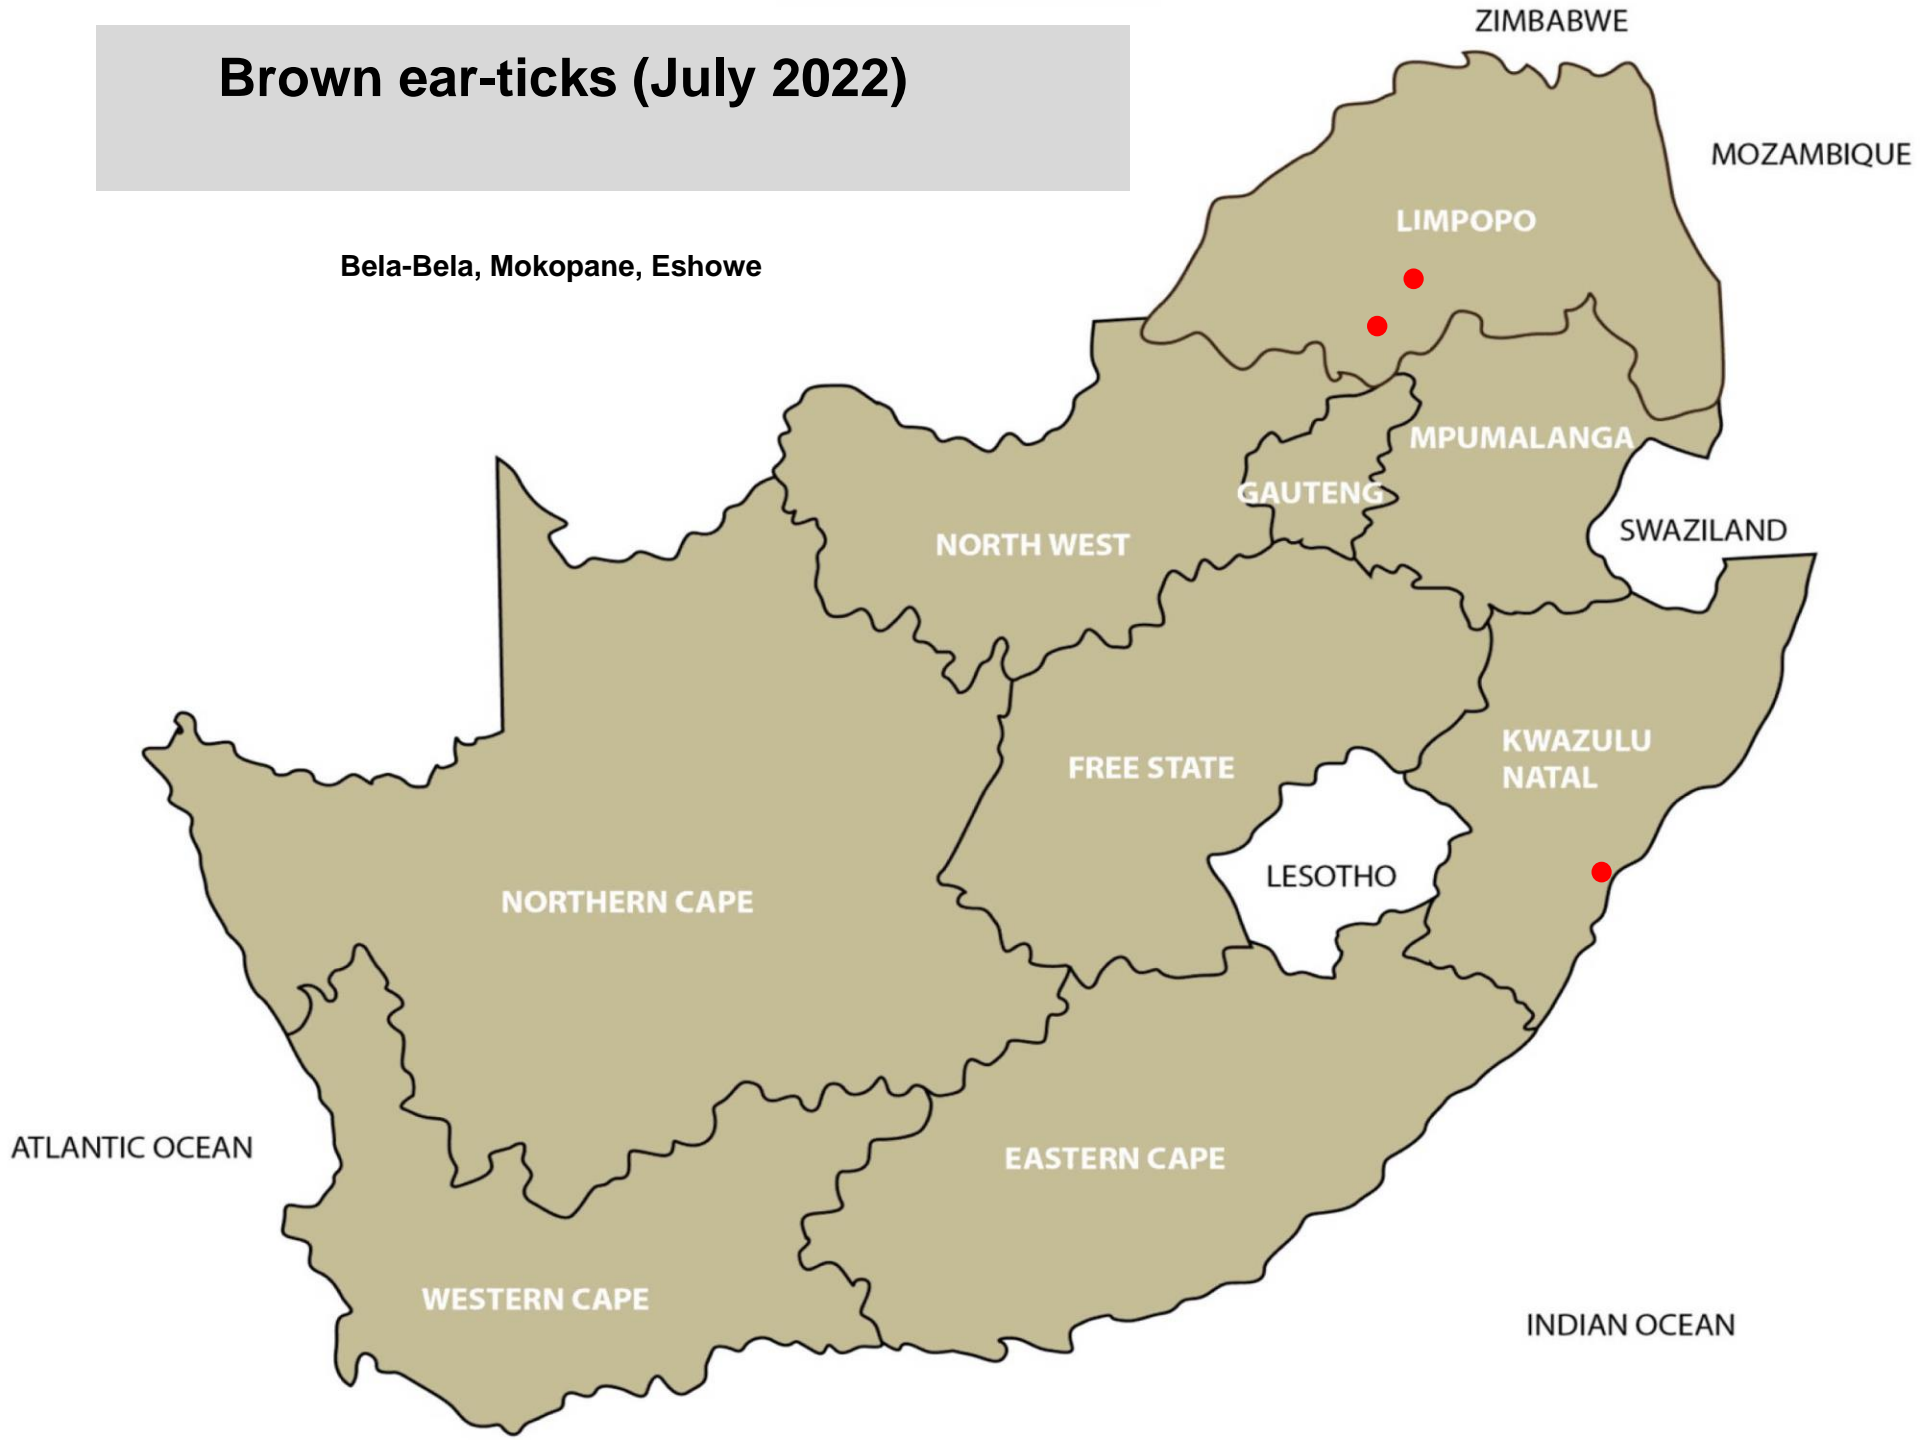 ZIMBABWE
Brown ear-ticks (July 2022)
MOZAMBIQUE
LIMPOPO
Bela-Bela, Mokopane, Eshowe
MPUMALANGA
GAUTENG
SWAZILAND
NORTH WEST
KWAZULU
NATAL
FREE STATE
LESOTHO
NORTHERN CAPE
ATLANTIC OCEAN
EASTERN CAPE
WESTERN CAPE
INDIAN OCEAN